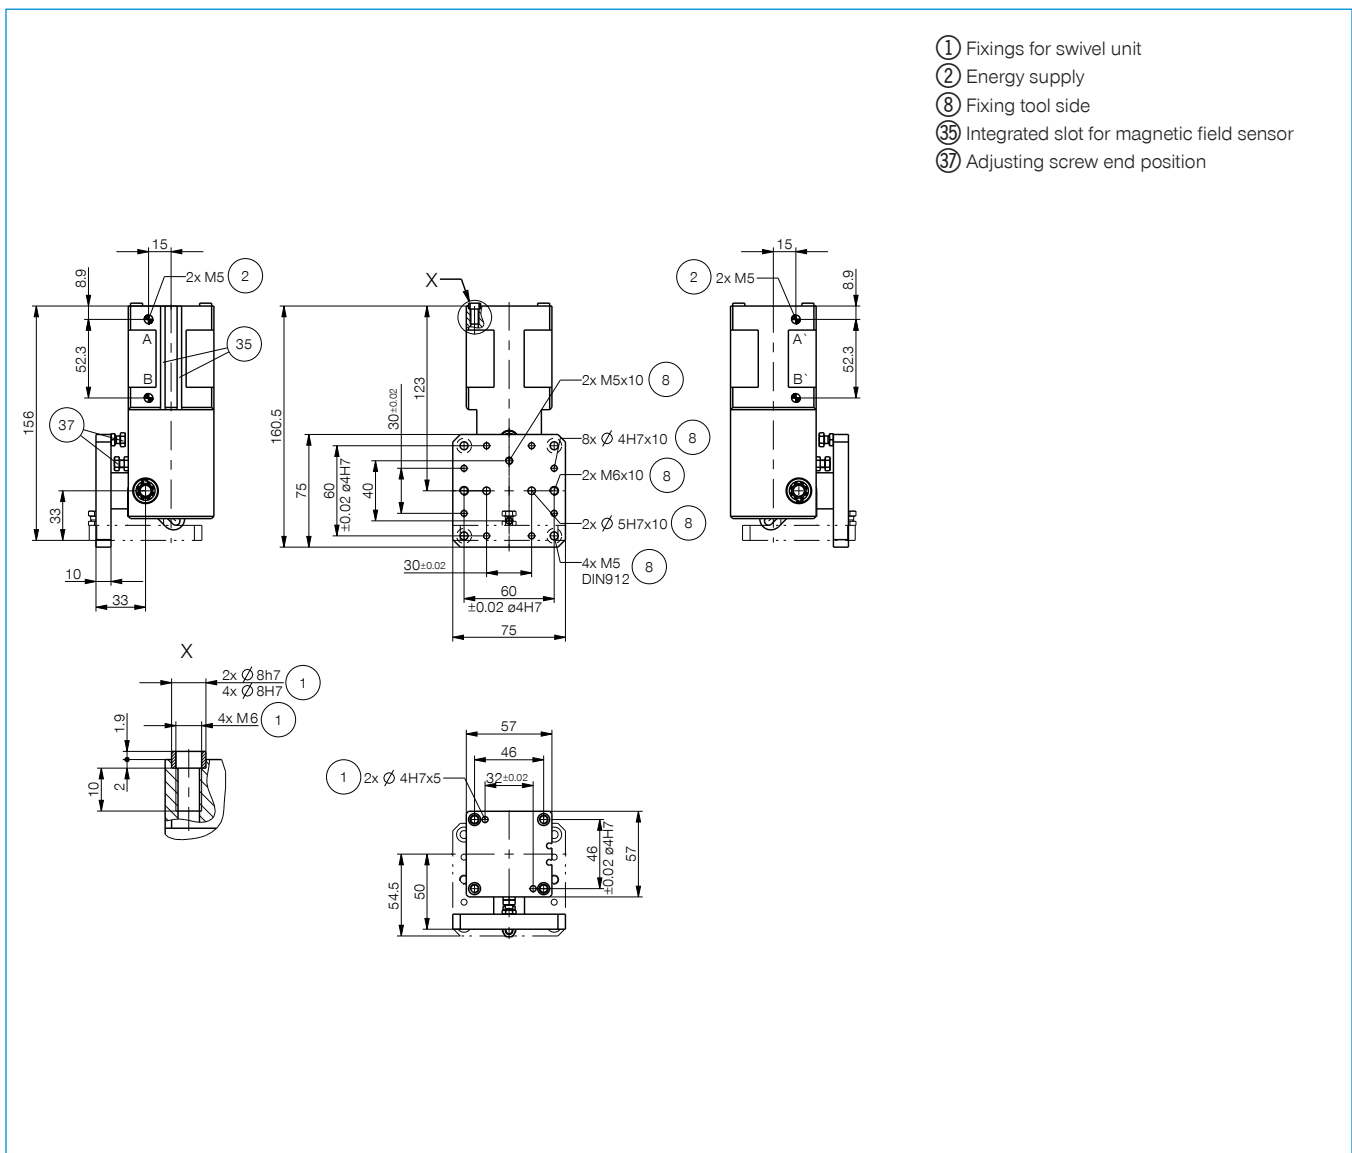 1 Fixings for swivel unit
2 Energy supply
8 Fixing tool side
35 Integrated slot for magnetic field sensor
37 Adjusting screw end position
15
8.9
2x M5 2
A
35
52.3
B
156
37
33
10
33
X
2x M5x10 8
123
30±0.02
160.5
8x Ø 4H7x10 8
2x M6x10 8
75
60
±0.02 ø4H7
40
2x Ø 5H7x10 8
4x M5 8
DIN912
30±0.02
60
±0.02 ø4H7
75
15
2 2x M5
8.9
A`
52.3
B`
X
2x Ø 8h7
4x Ø 8H7
1
4x M6 1
1.9
2
10
57
46
1 2x Ø 4H7x5
32±0.02
46
±0.02 ø4H7
57
50
54.5